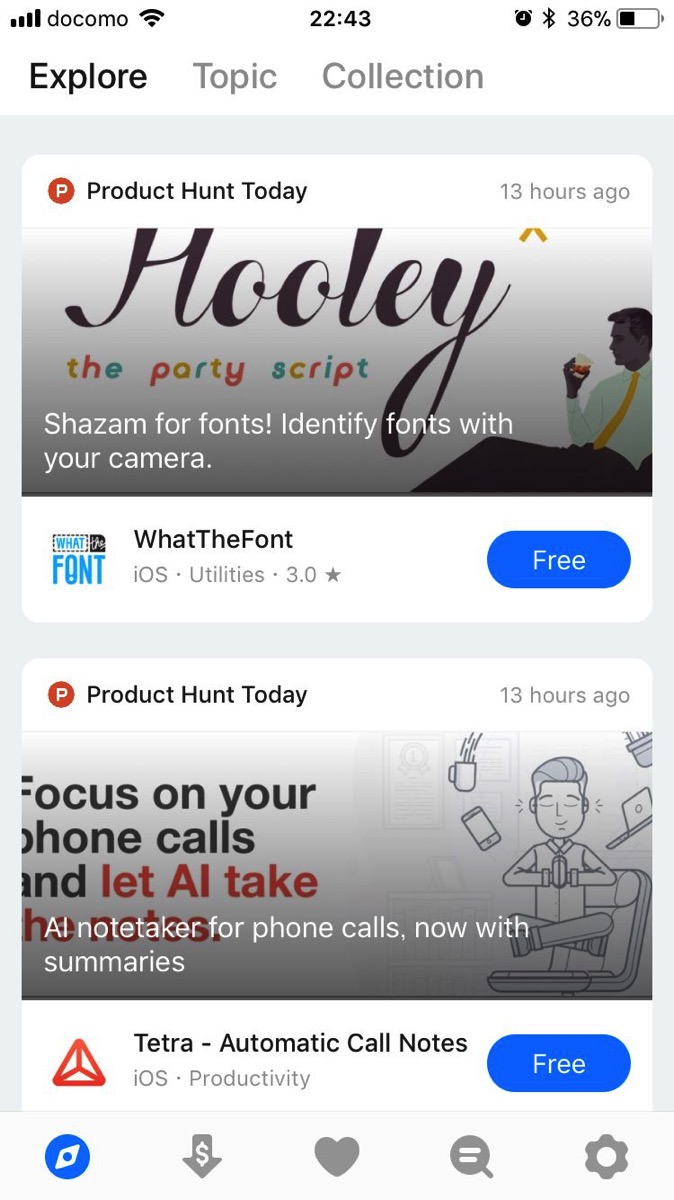 docomo 22:43 36%
Explore Topic Collection
P Product Hunt Today 13 hours ago
Hooley
the party script
Shazam for fonts! Identify fonts with
your camera.
WHAT the
FONT
WhatTheFont
iOS · Utilities · 3.0 ★
Free
P Product Hunt Today 13 hours ago
Focus on your
phone calls
and let AI take
the notes.
AI notetaker for phone calls, now with
summaries
Tetra - Automatic Call Notes
iOS · Productivity
Free
$